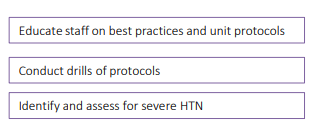 Educate staff on best practices and unit protocols
Conduct drills of protocols
Identify and assess for severe HTN